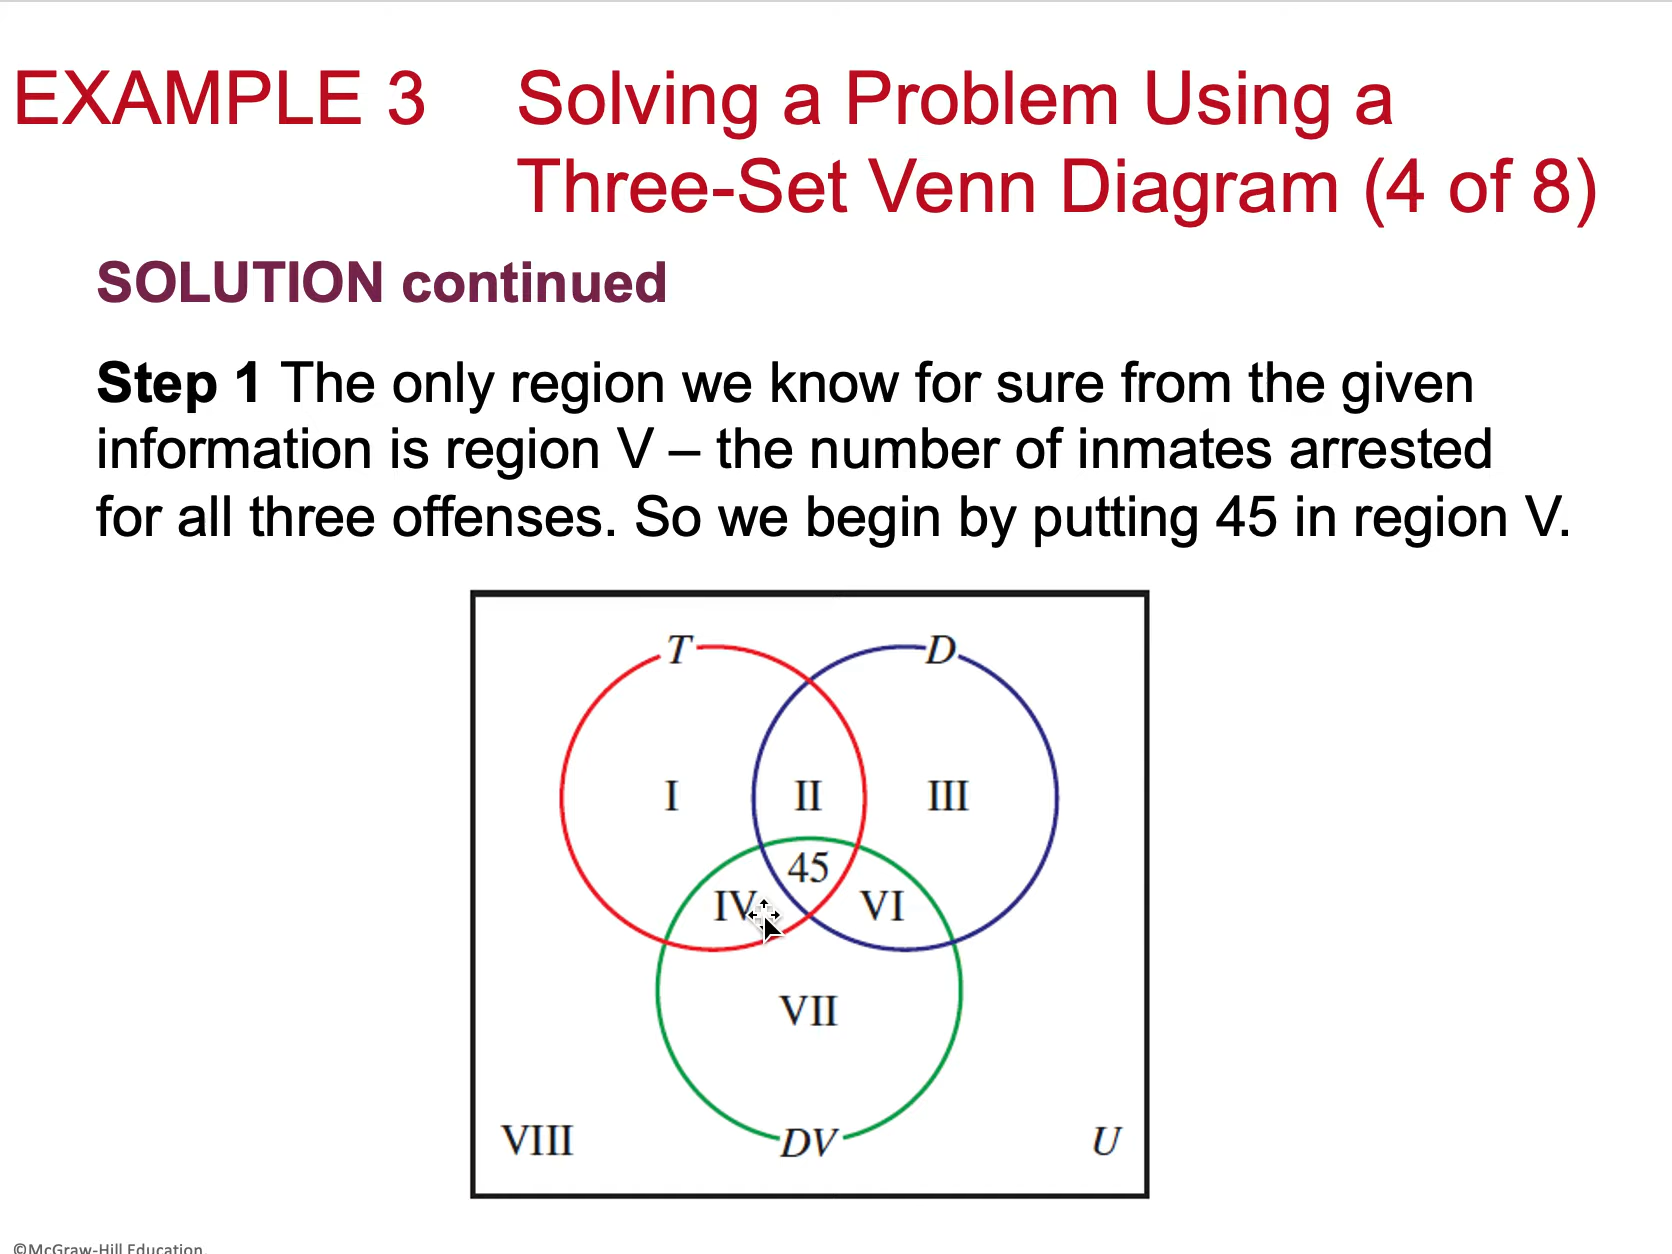 EXAMPLE 3 Solving a Problem Using a
Three-Set Venn Diagram (4 of 8)
SOLUTION continued
Step 1 The only region we know for sure from the given
information is region V – the number of inmates arrested
for all three offenses. So we begin by putting 45 in region V.
T D
I II III
45
IV VI
VII
VIII DV U
©McGraw-Hill Education.